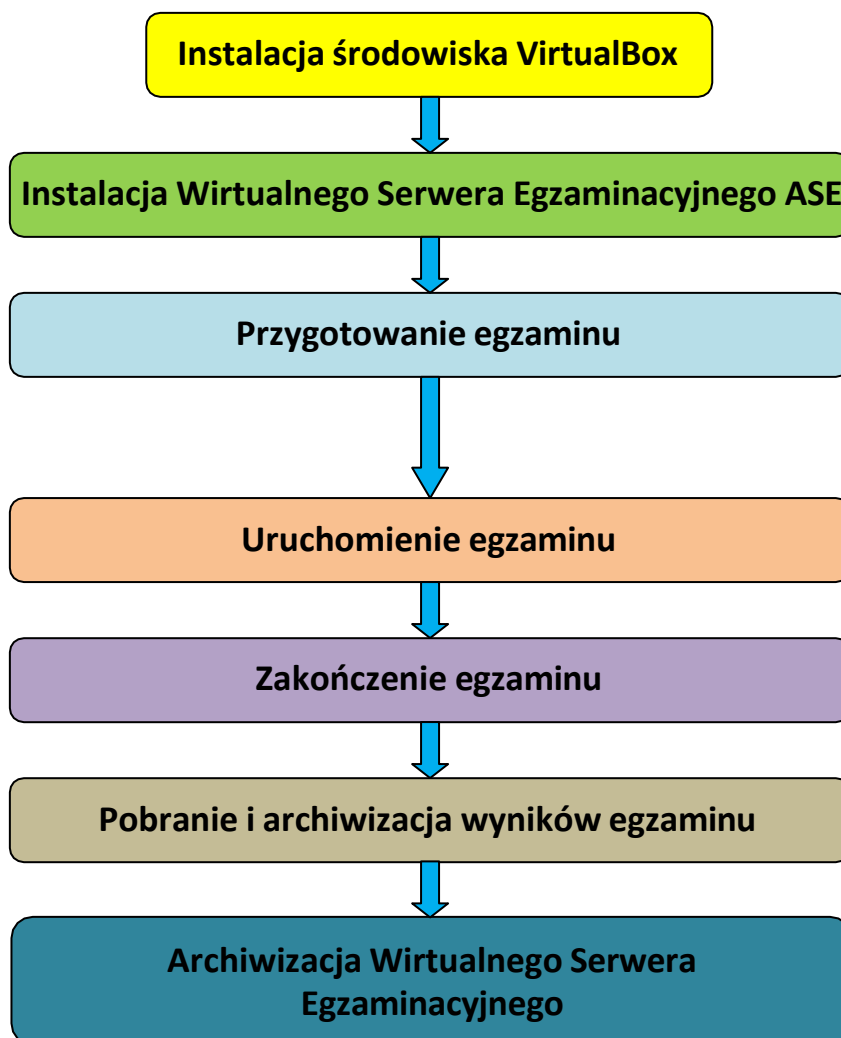 Instalacja środowiska VirtualBox
Instalacja Wirtualnego Serwera Egzaminacyjnego ASE
Przygotowanie egzaminu
Uruchomienie egzaminu
Zakończenie egzaminu
Pobranie i archiwizacja wyników egzaminu
Archiwizacja Wirtualnego Serwera
Egzaminacyjnego